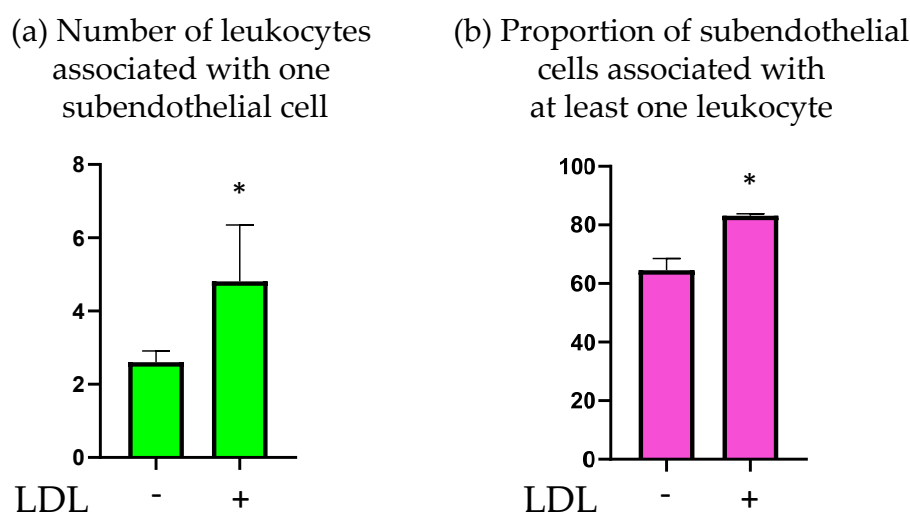 (a) Number of leukocytes
associated with one
subendothelial cell
8
*
6
4
2
0
LDL - +
(b) Proportion of subendothelial
cells associated with
at least one leukocyte
100
*
80
60
40
20
0
LDL - +